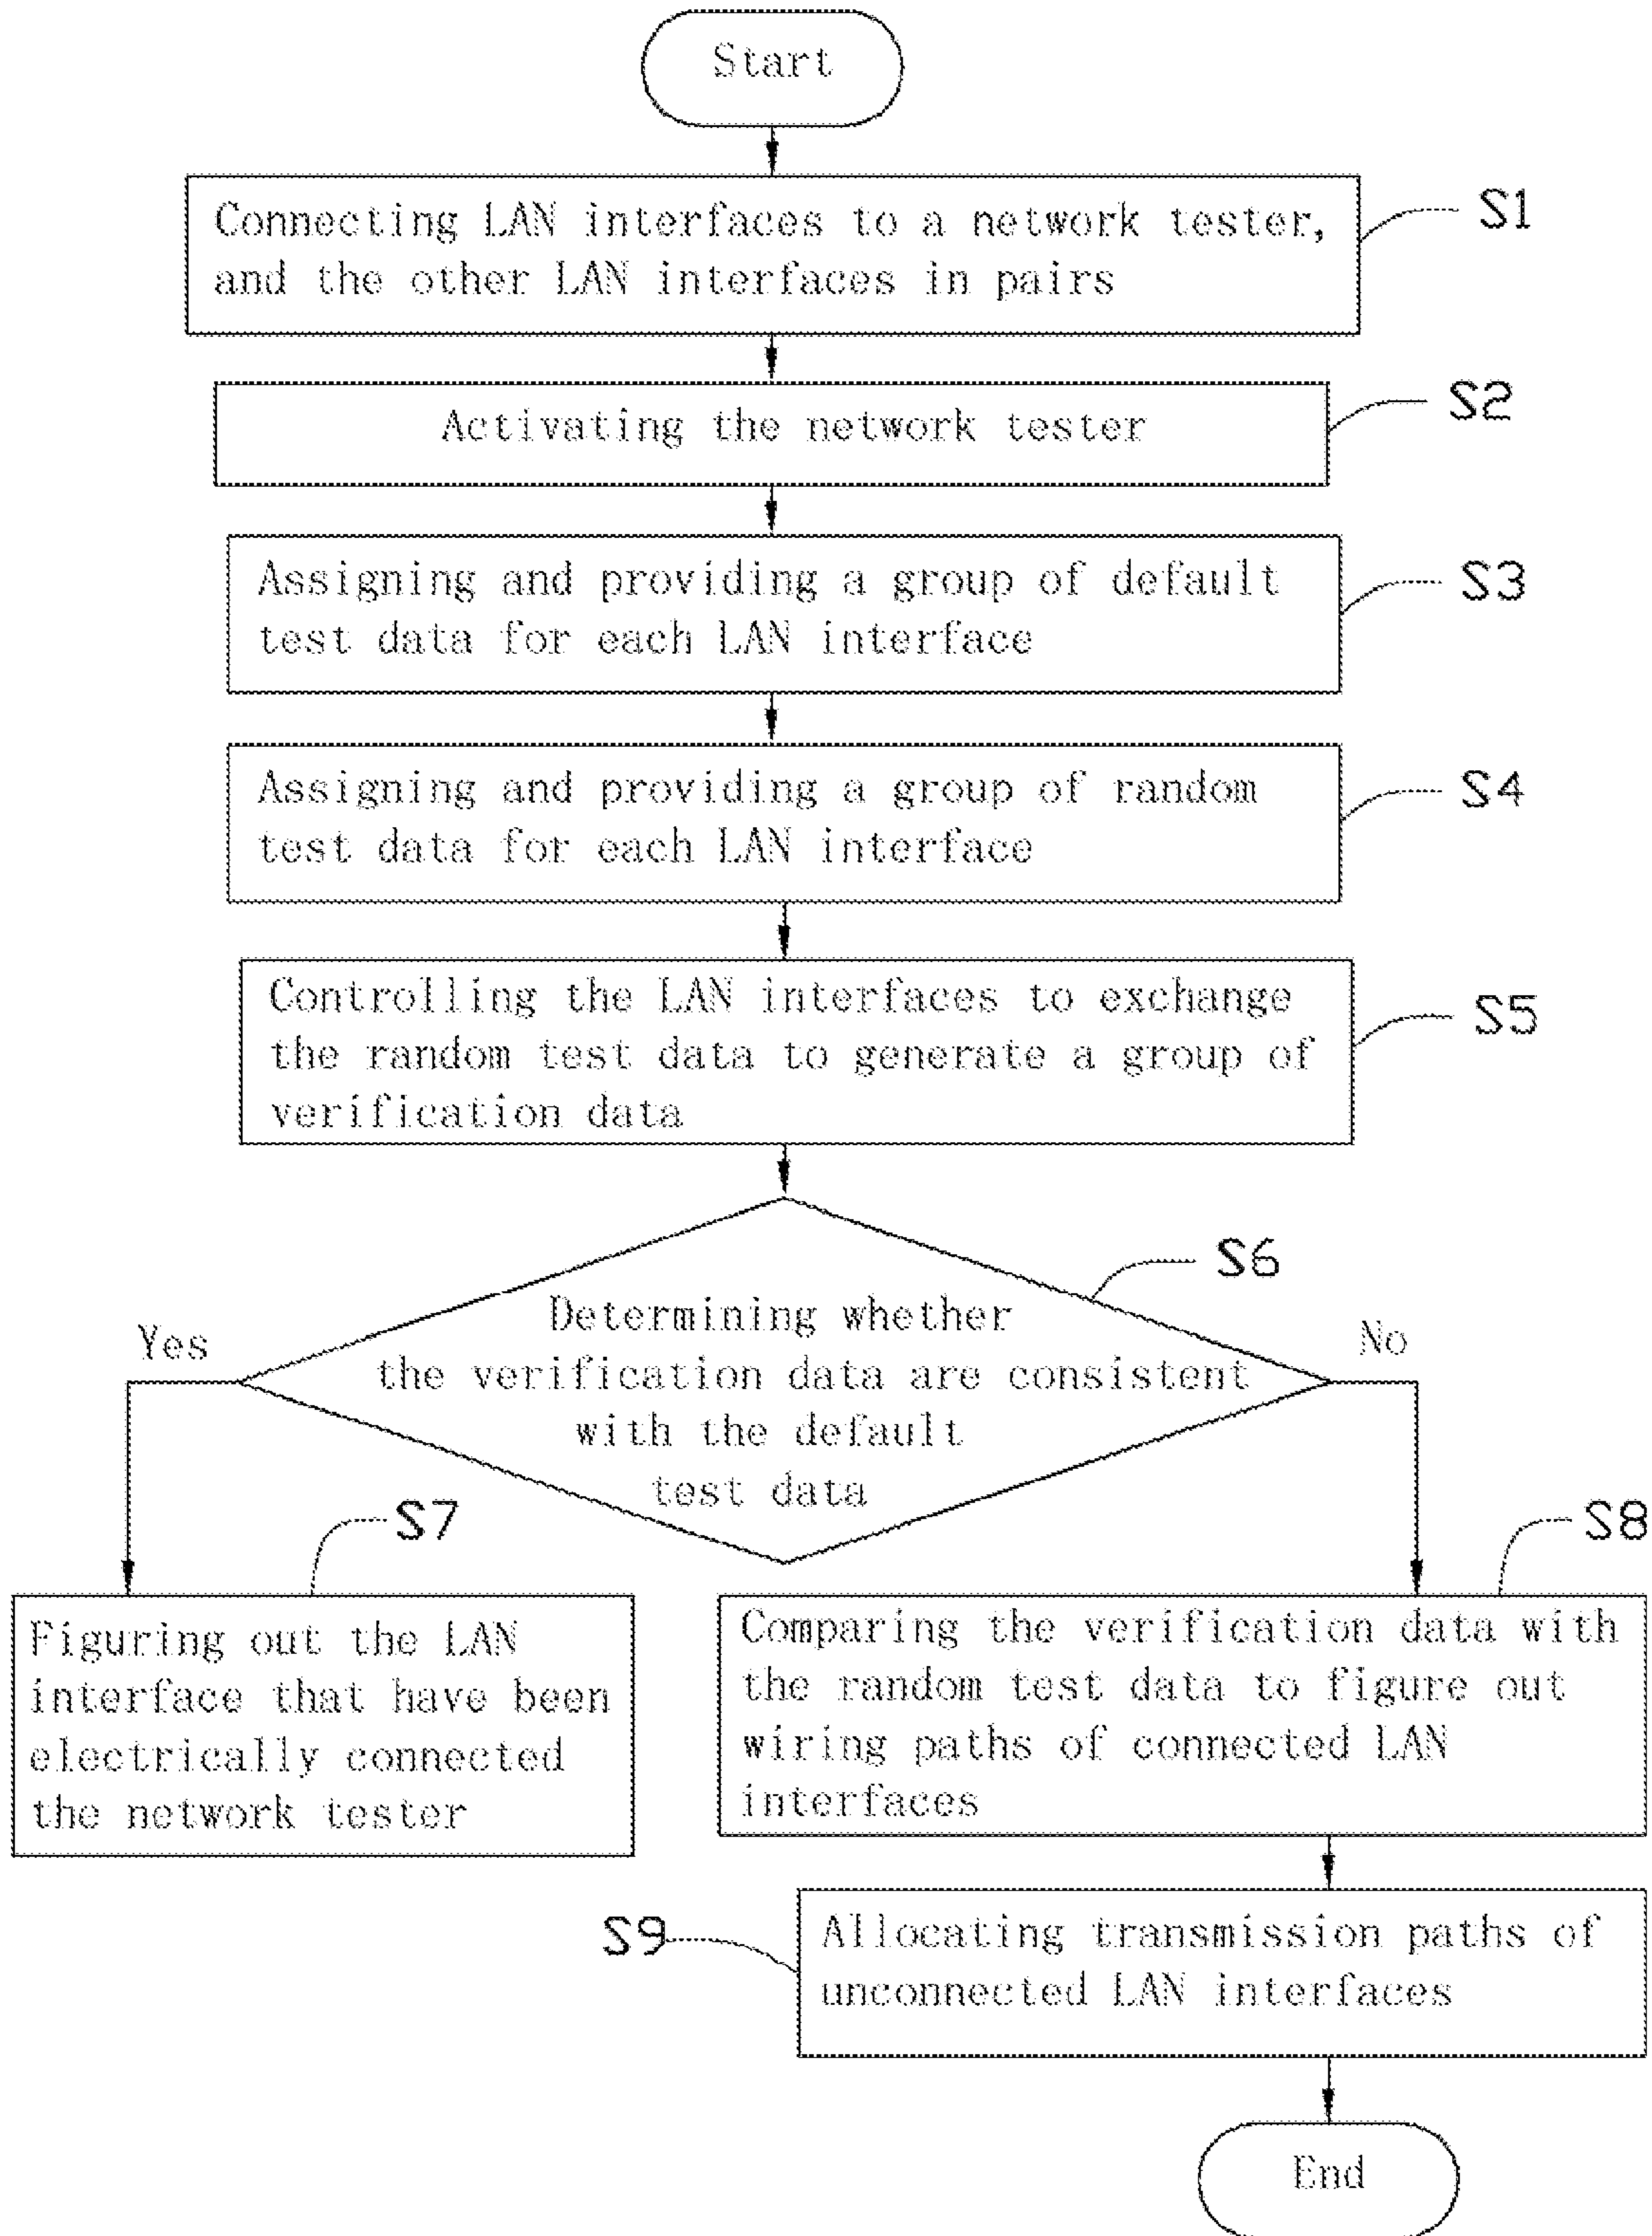 Start
Connecting LAN interfaces to a network tester,
and the other LAN interfaces in pairs
S1
Activating the network tester
S2
Assigning and providing a group of default
test data for each LAN interface
S3
Assigning and providing a group of random
test data for each LAN interface
S4
Controlling the LAN interfaces to exchange
the random test data to generate a group of
verification data
S5
S6
Determining whether
the verification data are consistent
with the default
test data
Yes
No
S7
Figuring out the LAN
interface that have been
electrically connected
the network tester
S8
Comparing the verification data with
the random test data to figure out
wiring paths of connected LAN
interfaces
S9
Allocating transmission paths of
unconnected LAN interfaces
End